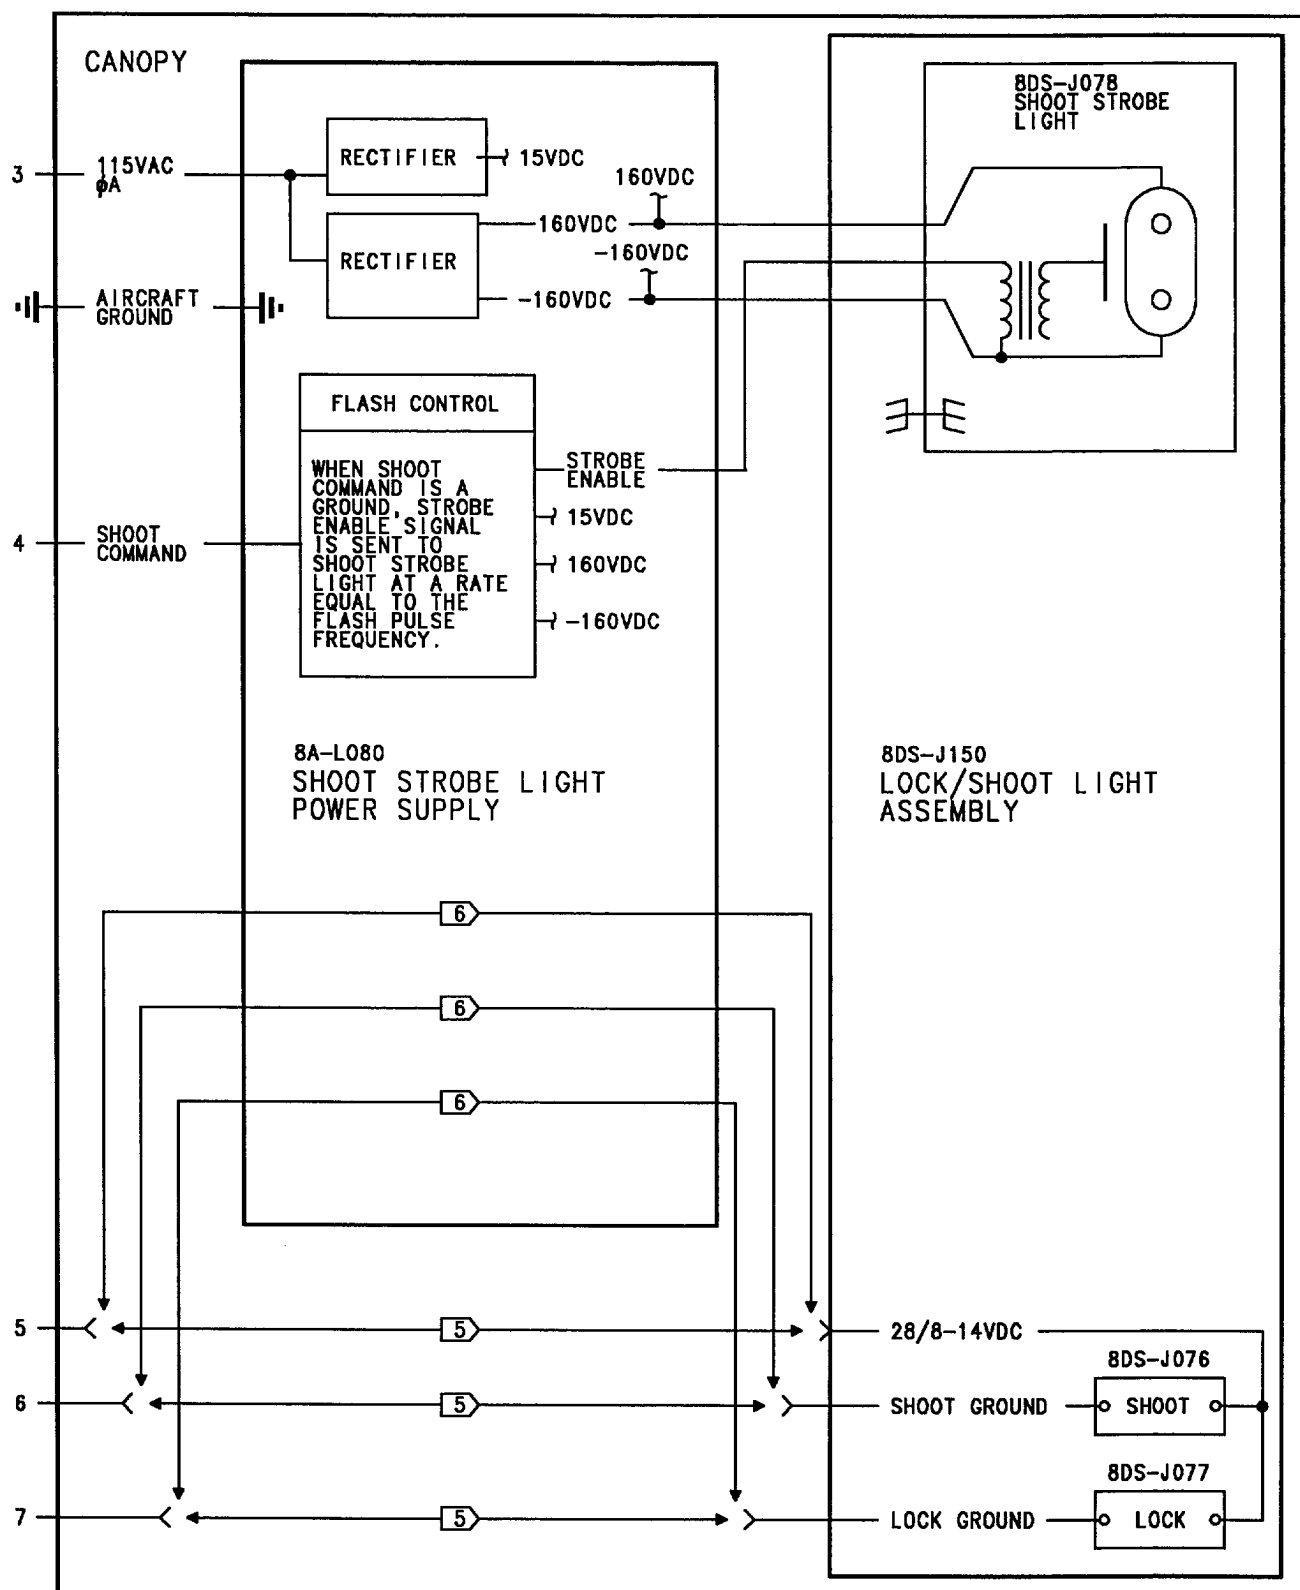 CANOPY
8DS-J078
SHOOT STROBE
LIGHT
3
115VAC
φA
RECTIFIER
15VDC
160VDC
160VDC
-160VDC
RECTIFIER
-160VDC
AIRCRAFT
GROUND
FLASH CONTROL
WHEN SHOOT
COMMAND IS A
GROUND, STROBE
ENABLE SIGNAL
IS SENT TO
SHOOT STROBE
LIGHT AT A RATE
EQUAL TO THE
FLASH PULSE
FREQUENCY.
STROBE
ENABLE
15VDC
160VDC
-160VDC
4
SHOOT
COMMAND
8A-L080
SHOOT STROBE LIGHT
POWER SUPPLY
8DS-J150
LOCK/SHOOT LIGHT
ASSEMBLY
6
6
6
5
5
28/8-14VDC
8DS-J076
6
5
SHOOT GROUND
SHOOT
8DS-J077
7
5
LOCK GROUND
LOCK